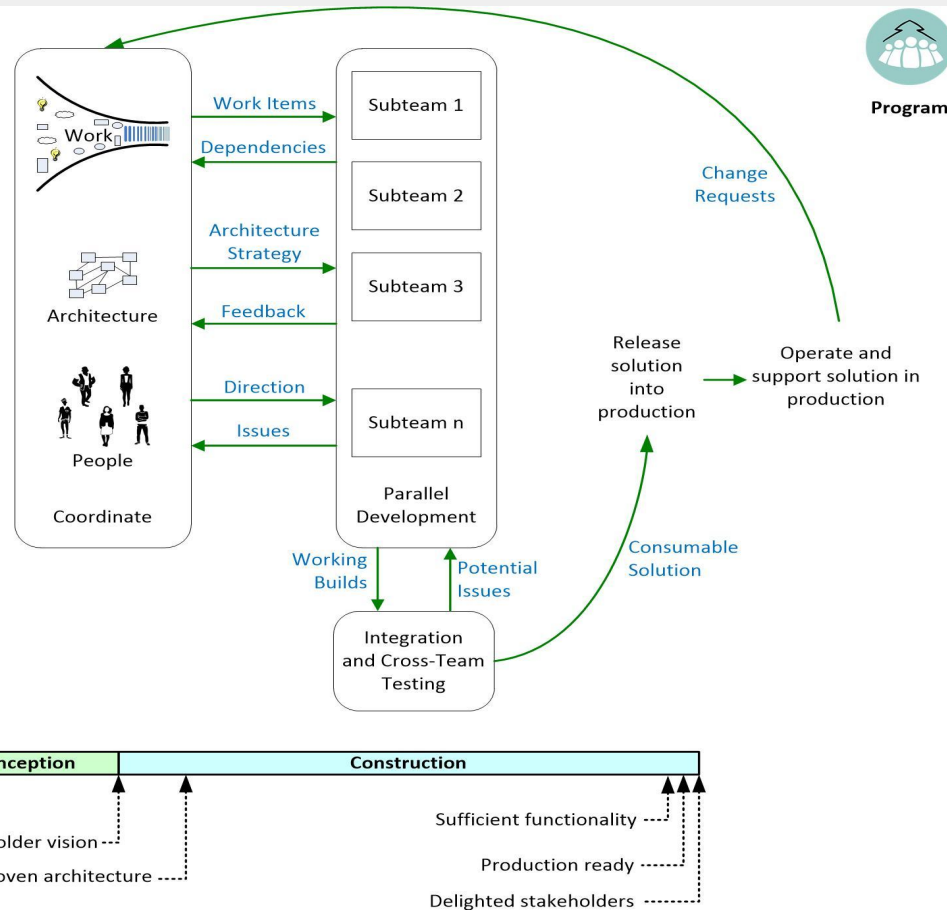 Program
Work
Architecture
People
Coordinate
Work Items
Dependencies
Architecture
Strategy
Feedback
Direction
Issues
Subteam 1
Subteam 2
Subteam 3
Subteam n
Parallel
Development
Working
Builds
Potential
Issues
Integration
and Cross-Team
Testing
Consumable
Solution
Release
solution
into
production
Operate and
support solution in
production
Change
Requests
nception
Construction
older vision
oven architecture
Sufficient functionality
Production ready
Delighted stakeholders